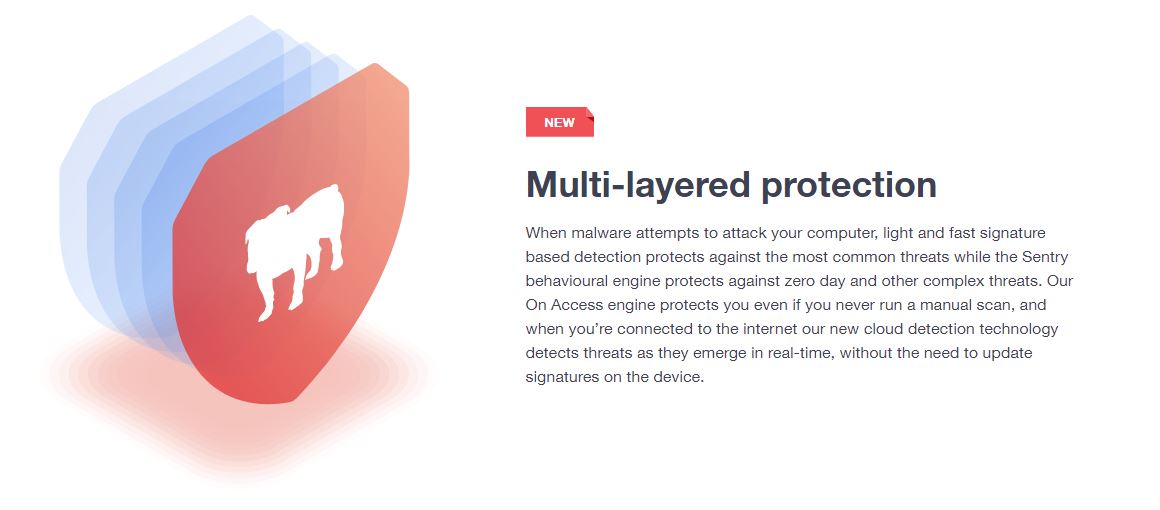 NEW
Multi-layered protection
When malware attempts to attack your computer, light and fast signature
based detection protects against the most common threats while the Sentry
behavioural engine protects against zero day and other complex threats. Our
On Access engine protects you even if you never run a manual scan, and
when you’re connected to the internet our new cloud detection technology
detects threats as they emerge in real-time, without the need to update
signatures on the device.